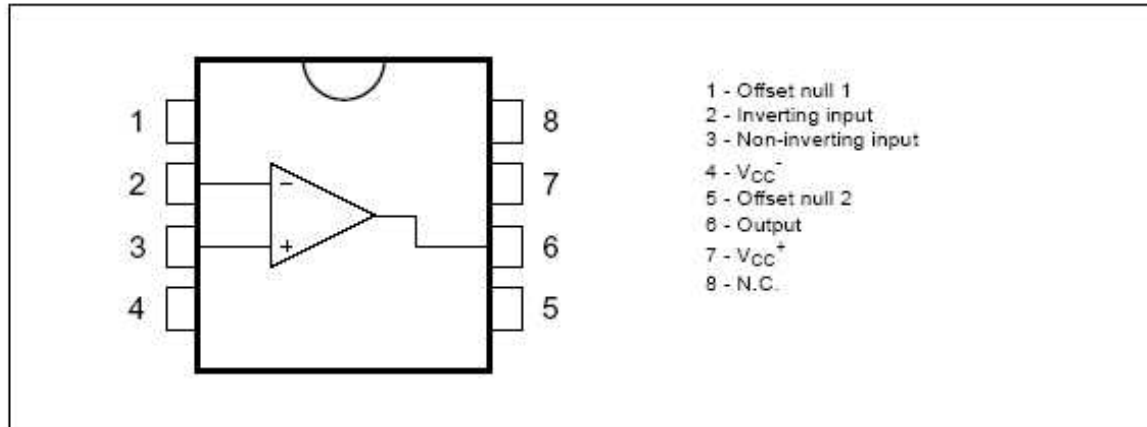 1
2
3
4
8
7
6
5
−
+
1 - Offset null 1
2 - Inverting input
3 - Non-inverting input
4 - VCC-
5 - Offset null 2
6 - Output
7 - VCC+
8 - N.C.